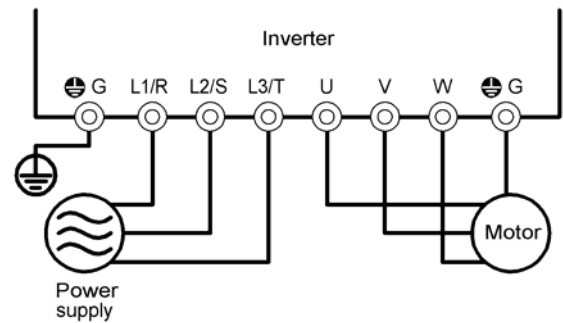 Inverter
G L1/R L2/S L3/T U V W G
Motor
Power
supply